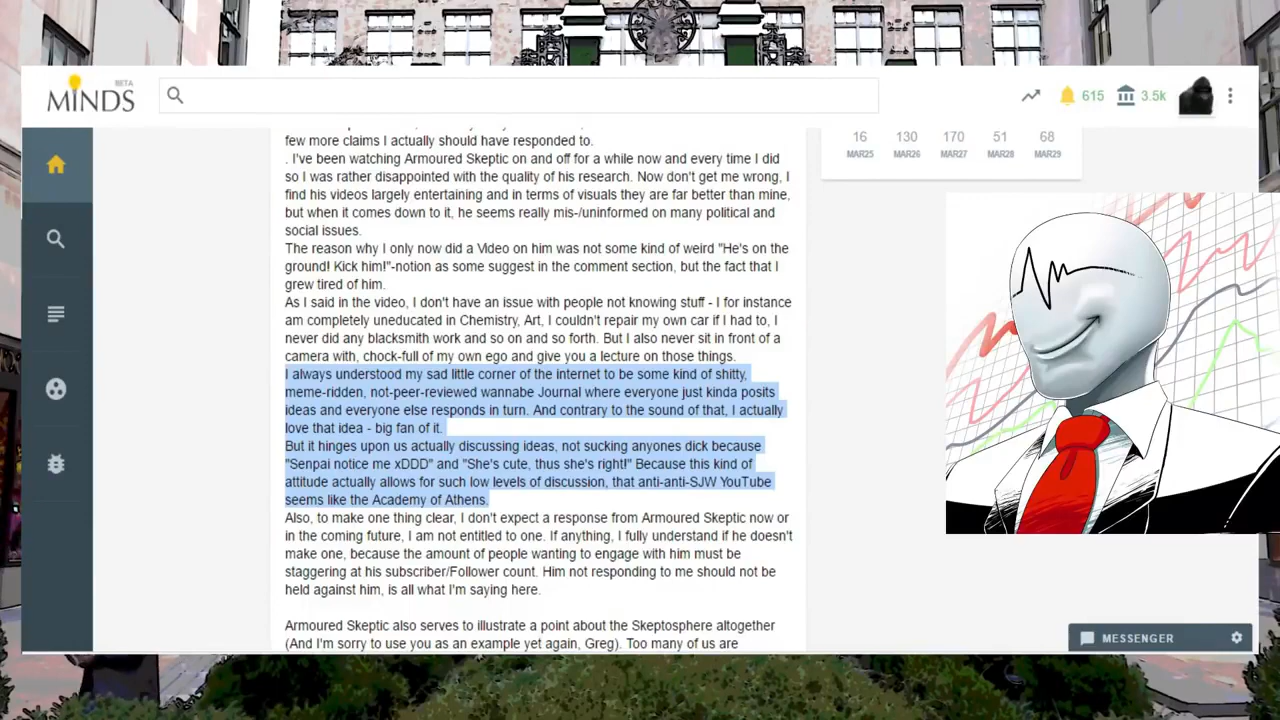 BETA
MINDS
615
3.5k
16 130 170 51 68
MAR25 MAR26 MAR27 MAR28 MAR29
few more claims I actually should have responded to.
. I've been watching Armoured Skeptic on and off for a while now and every time I did
so I was rather disappointed with the quality of his research. Now don't get me wrong, I
find his videos largely entertaining and in terms of visuals they are far better than mine,
but when it comes down to it, he seems really mis-/uninformed on many political and
social issues.
The reason why I only now did a Video on him was not some kind of weird "He's on the
ground! Kick him!"-notion as some suggest in the comment section, but the fact that I
grew tired of him.
As I said in the video, I don't have an issue with people not knowing stuff - I for instance
am completely uneducated in Chemistry, Art, I couldn't repair my own car if I had to, I
never did any blacksmith work and so on and so forth. But I also never sit in front of a
camera with, chock-full of my own ego and give you a lecture on those things.
I always understood my sad little corner of the internet to be some kind of shitty,
meme-ridden, not-peer-reviewed wannabe Journal where everyone just kinda posits
ideas and everyone else responds in turn. And contrary to the sound of that, I actually
love that idea - big fan of it.
But it hinges upon us actually discussing ideas, not sucking anyones dick because
"Senpai notice me xDDD" and "She's cute, thus she's right!" Because this kind of
attitude actually allows for such low levels of discussion, that anti-anti-SJW YouTube
seems like the Academy of Athens.
Also, to make one thing clear, I don't expect a response from Armoured Skeptic now or
in the coming future, I am not entitled to one. If anything, I fully understand if he doesn't
make one, because the amount of people wanting to engage with him must be
staggering at his subscriber/Follower count. Him not responding to me should not be
held against him, is all what I'm saying here.
Armoured Skeptic also serves to illustrate a point about the Skeptosphere altogether
(And I'm sorry to use you as an example yet again, Greg). Too many of us are
MESSENGER